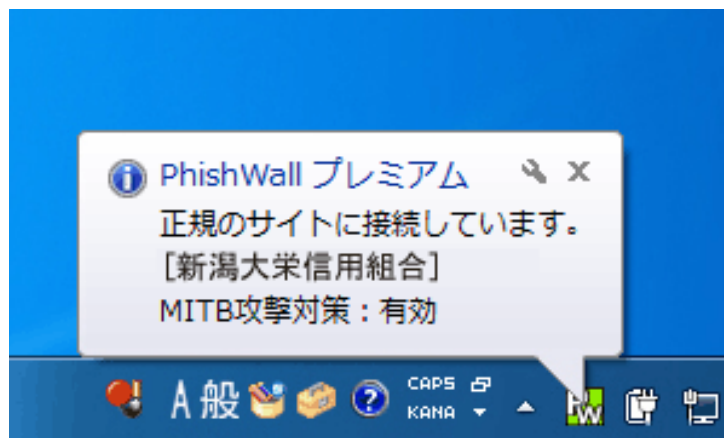 PhishWall プレミアム
正規のサイトに接続しています。
[新潟大栄信用組合]
MITB攻撃対策：有効
A 般 ? CAPS
KANA
PW